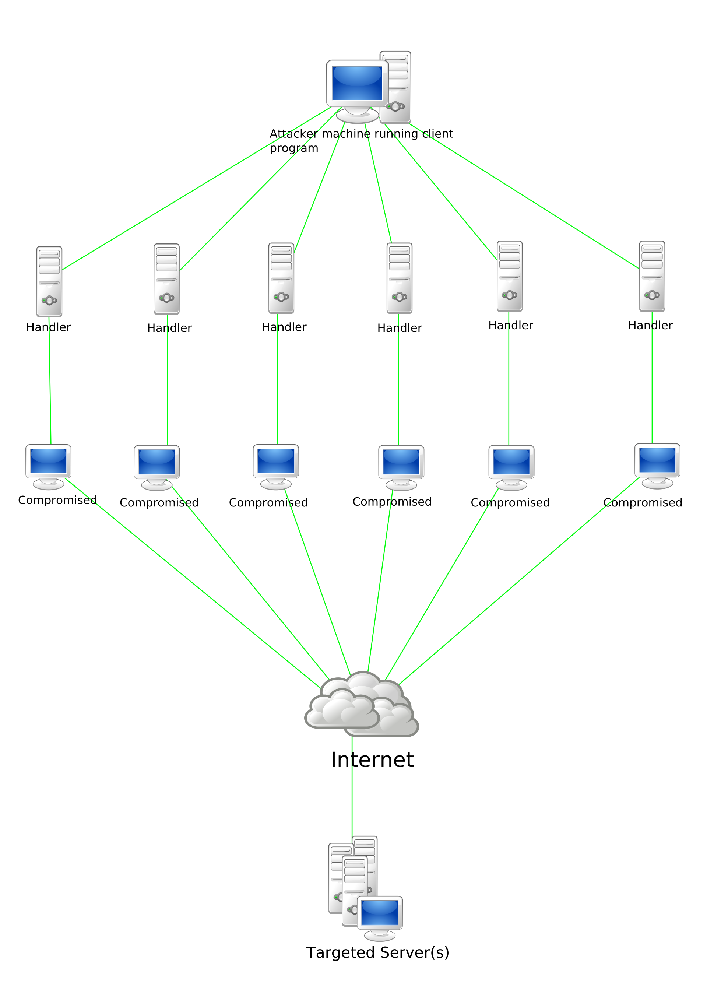 Attacker machine running client
program
Handler
Handler
Handler
Handler
Handler
Handler
Compromised
Compromised
Compromised
Compromised
Compromised
Compromised
Internet
Targeted Server(s)